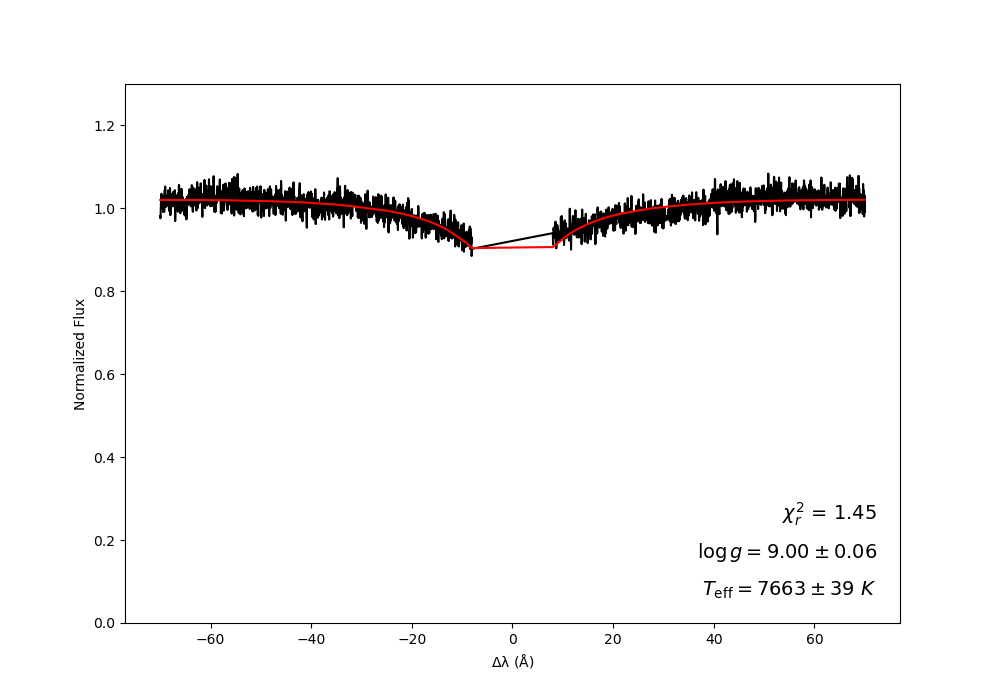 1.2
1.0
0.8
0.6
0.4
0.2
0.0
Normalized Flux
χ²ᵣ = 1.45
log g = 9.00 ± 0.06
T_eff = 7663 ± 39 K
−60 −40 −20 0 20 40 60
Δλ (Å)